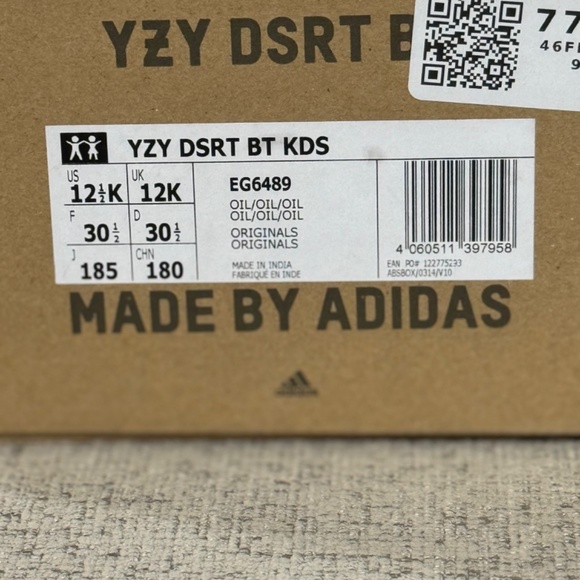 YZY DSRT B
77
46F
9
YZY DSRT BT KDS
US 12½K UK 12K
F 30½ D 30½
J 185 CHN 180
EG6489
OIL/OIL/OIL
OIL/OIL/OIL
ORIGINALS
ORIGINALS
MADE IN INDIA
FABRIQUE EN INDE
4 060511 397958
EAN PO# 122775293
ABSBOX/0314/V10
MADE BY ADIDAS